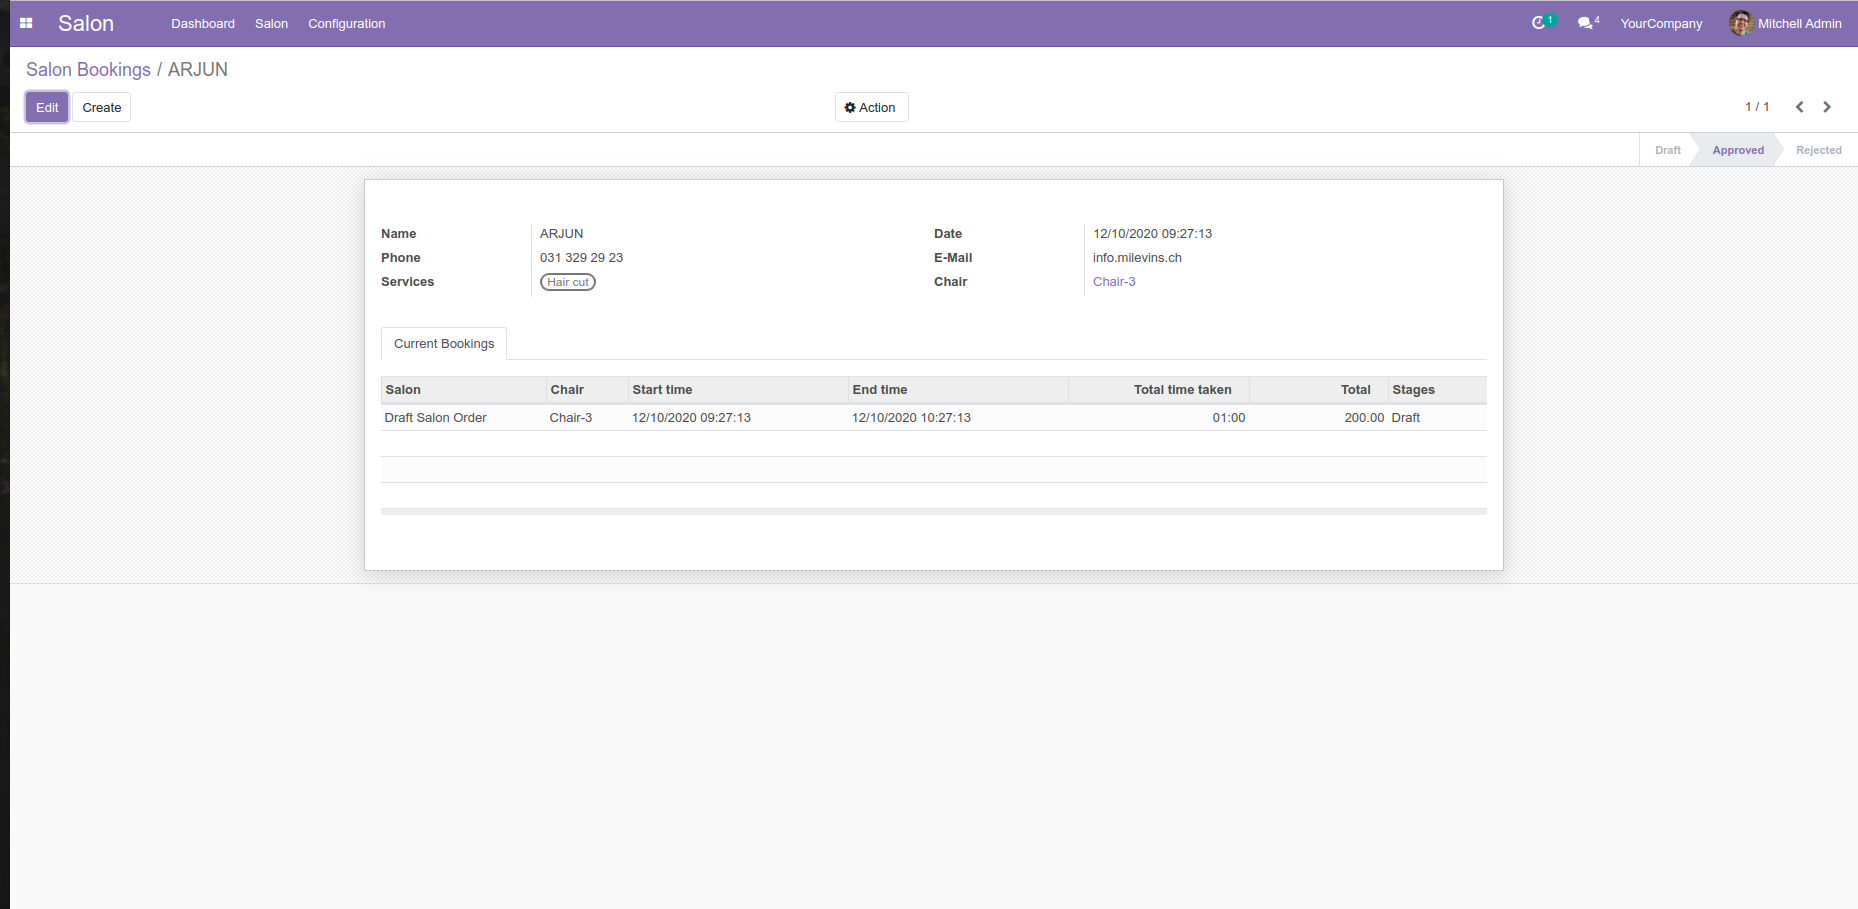 Salon Dashboard Salon Configuration 1 4 YourCompany Mitchell Admin
Salon Bookings / ARJUN
Edit Create Action 1 / 1
Draft Approved Rejected
Name ARJUN Date 12/10/2020 09:27:13
Phone 031 329 29 23 E-Mail info.milevins.ch
Services Hair cut Chair Chair-3
Current Bookings
Salon Chair Start time End time Total time taken Total Stages
Draft Salon Order Chair-3 12/10/2020 09:27:13 12/10/2020 10:27:13 01:00 200.00 Draft